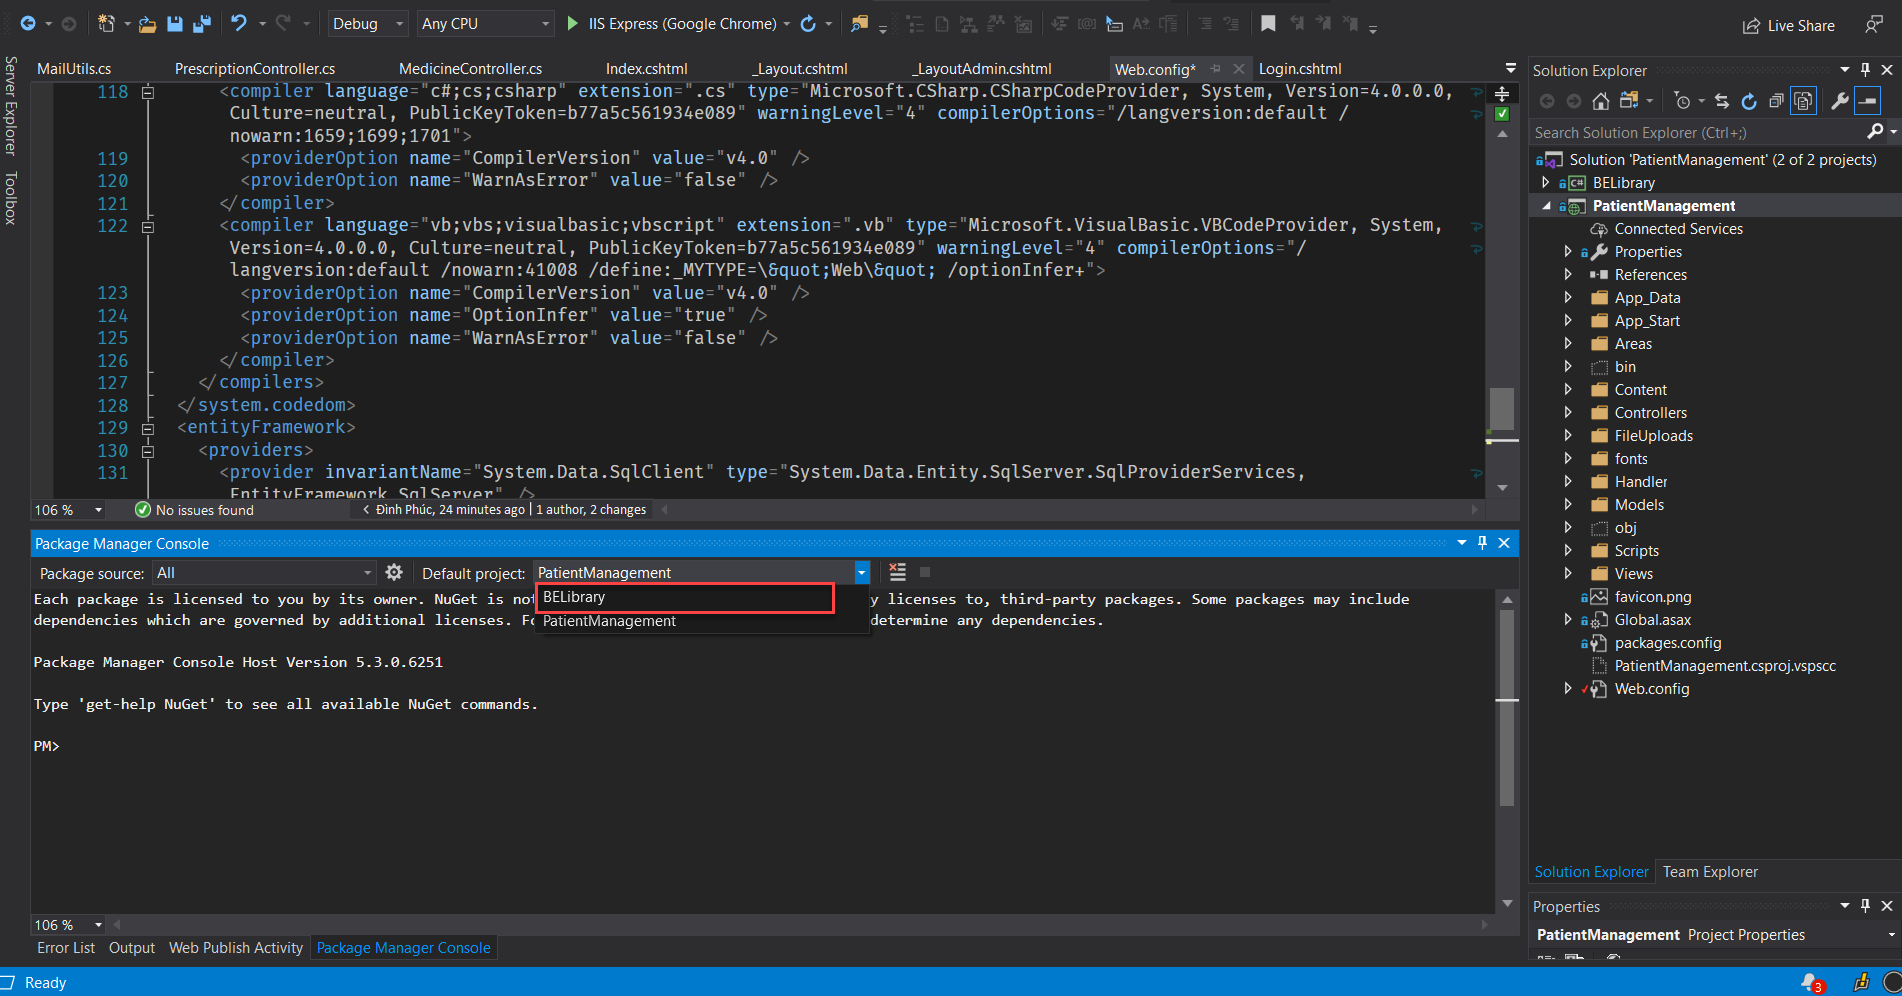 Debug
Any CPU
IIS Express (Google Chrome)
Live Share
Server Explorer
Toolbox
MailUtils.cs
PrescriptionController.cs
MedicineController.cs
Index.cshtml
_Layout.cshtml
_LayoutAdmin.cshtml
Web.config*
Login.cshtml
118 <compiler language="c#;cs;csharp" extension=".cs" type="Microsoft.CSharp.CSharpCodeProvider, System, Version=4.0.0.0,
Culture=neutral, PublicKeyToken=b77a5c561934e089" warningLevel="4" compilerOptions="/langversion:default /
nowarn:1659;1699;1701">
119 <providerOption name="CompilerVersion" value="v4.0" />
120 <providerOption name="WarnAsError" value="false" />
121 </compiler>
122 <compiler language="vb;vbs;visualbasic;vbscript" extension=".vb" type="Microsoft.VisualBasic.VBCodeProvider, System,
Version=4.0.0.0, Culture=neutral, PublicKeyToken=b77a5c561934e089" warningLevel="4" compilerOptions="/
langversion:default /nowarn:41008 /define:_MYTYPE=\&quot;Web\&quot; /optionInfer+">
123 <providerOption name="CompilerVersion" value="v4.0" />
124 <providerOption name="OptionInfer" value="true" />
125 <providerOption name="WarnAsError" value="false" />
126 </compiler>
127 </compilers>
128 </system.codedom>
129 <entityFramework>
130 <providers>
131 <provider invariantName="System.Data.SqlClient" type="System.Data.Entity.SqlServer.SqlProviderServices,
EntityFramework.SqlServer" />
106 %
No issues found
Đình Phúc, 24 minutes ago | 1 author, 2 changes
Package Manager Console
Package source: All
Default project: PatientManagement
BELibrary
PatientManagement
Each package is licensed to you by its owner. NuGet is no
y licenses to, third-party packages. Some packages may include
dependencies which are governed by additional licenses. F
determine any dependencies.
Package Manager Console Host Version 5.3.0.6251
Type 'get-help NuGet' to see all available NuGet commands.
PM>
106 %
Error List
Output
Web Publish Activity
Package Manager Console
Ready
Solution Explorer
Search Solution Explorer (Ctrl+;)
Solution 'PatientManagement' (2 of 2 projects)
C# BELibrary
PatientManagement
Connected Services
Properties
References
App_Data
App_Start
Areas
bin
Content
Controllers
FileUploads
fonts
Handler
Models
obj
Scripts
Views
favicon.png
Global.asax
packages.config
PatientManagement.csproj.vspscc
Web.config
Solution Explorer
Team Explorer
Properties
PatientManagement Project Properties
3